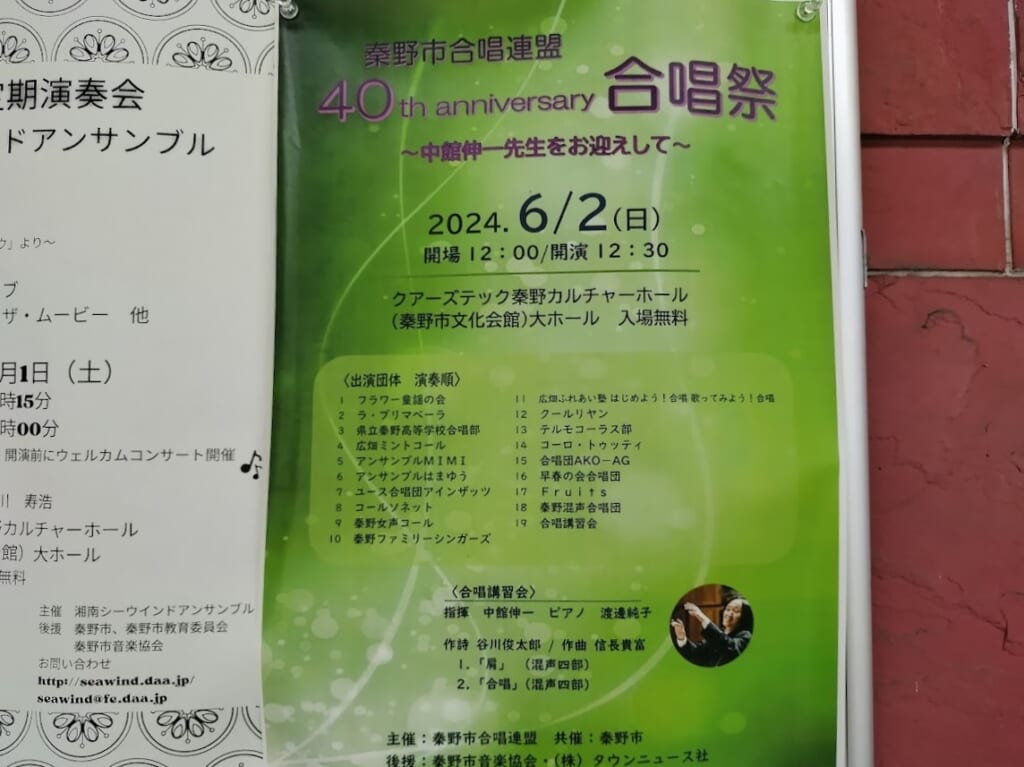 定期演奏会
ドアンサンブル
」より～
ブ
ザ・ムービー 他
月1日（土）
時15分
時00分
開演前にウェルカムコンサート開催
川 寿浩
カルチャーホール
館）大ホール
無料
主催 湘南シーウインドアンサンブル
後援 秦野市、秦野市教育委員会
秦野市音楽協会
お問い合わせ
http://seawind.daa.jp/
seawind@fe.daa.jp
秦野市合唱連盟
40th anniversary 合唱祭
～中館伸一先生をお迎えして～
2024. 6/2(日)
開場 12：00/開演 12：30
クアーズテック秦野カルチャーホール
(秦野市文化会館)大ホール 入場無料
〈出演団体 演奏順〉
1 フラワー童謡の会
2 ラ・プリマベーラ
3 県立秦野高等学校合唱部
4 広畑ミントコール
5 アンサンブルMIMI
6 アンサンブルはまゆう
7 ユース合唱団アインザッツ
8 コールソネット
9 秦野女声コール
10 秦野ファミリーシンガーズ
11 広畑ふれあい塾 はじめよう！合唱 歌ってみよう！合唱
12 クールリヤン
13 テルモコーラス部
14 コーロ・トゥッティ
15 合唱団AKO－AG
16 早春の会合唱団
17 Fruits
18 秦野混声合唱団
19 合唱講習会
〈合唱講習会〉
指揮 中館伸一 ピアノ 渡邊純子
作詩 谷川俊太郎 / 作曲 信長貴富
1．「肩」 （混声四部）
2．「合唱」（混声四部）
主催：秦野市合唱連盟 共催：秦野市
後援：秦野市音楽協会・(株) タウンニュース社